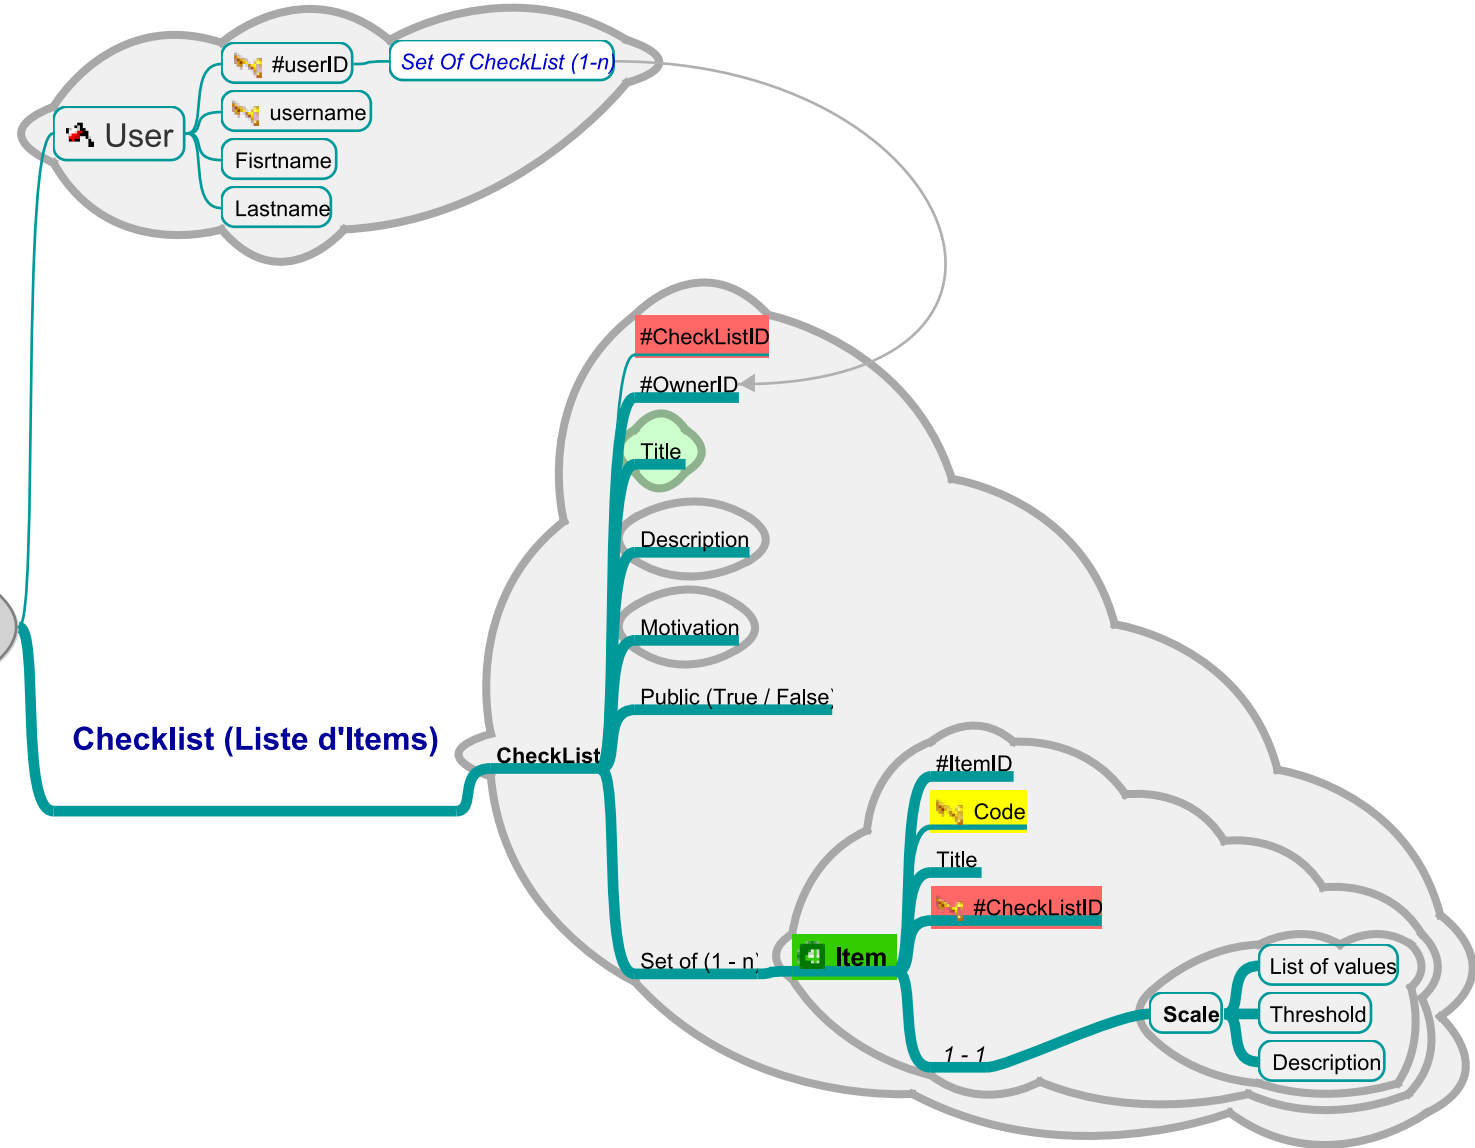 #userID
Set Of CheckList (1-n)
username
User
Fisrtname
Lastname
#CheckListID
#OwnerID
Title
Description
Motivation
Public (True / False)
Checklist (Liste d'Items)
CheckList
#ItemID
Code
Title
#CheckListID
Set of (1 - n)
Item
List of values
Scale
Threshold
1 - 1
Description